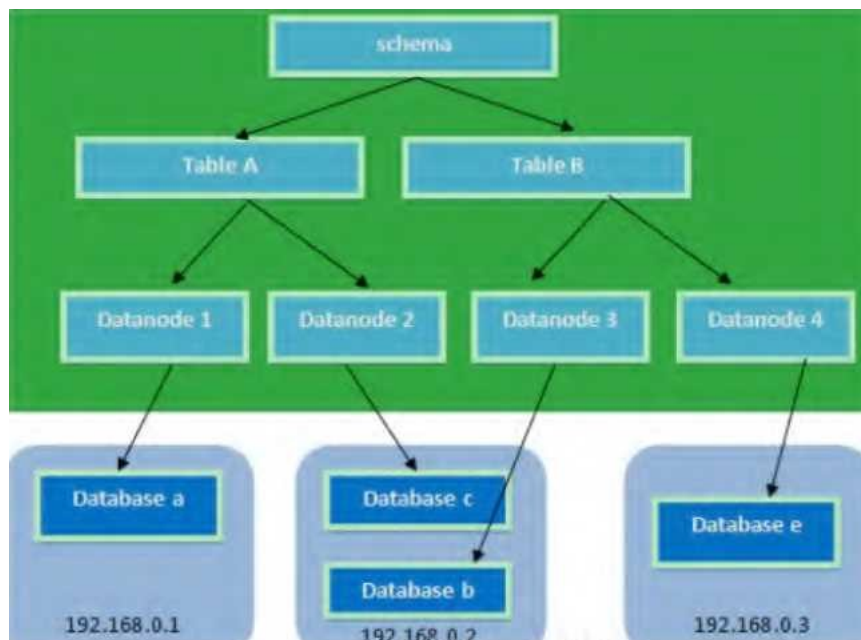 schema
Table A
Table B
Datanode 1
Datanode 2
Datanode 3
Datanode 4
Database a
Database c
Database e
Database b
192.168.0.1
192.168.0.2
192.168.0.3